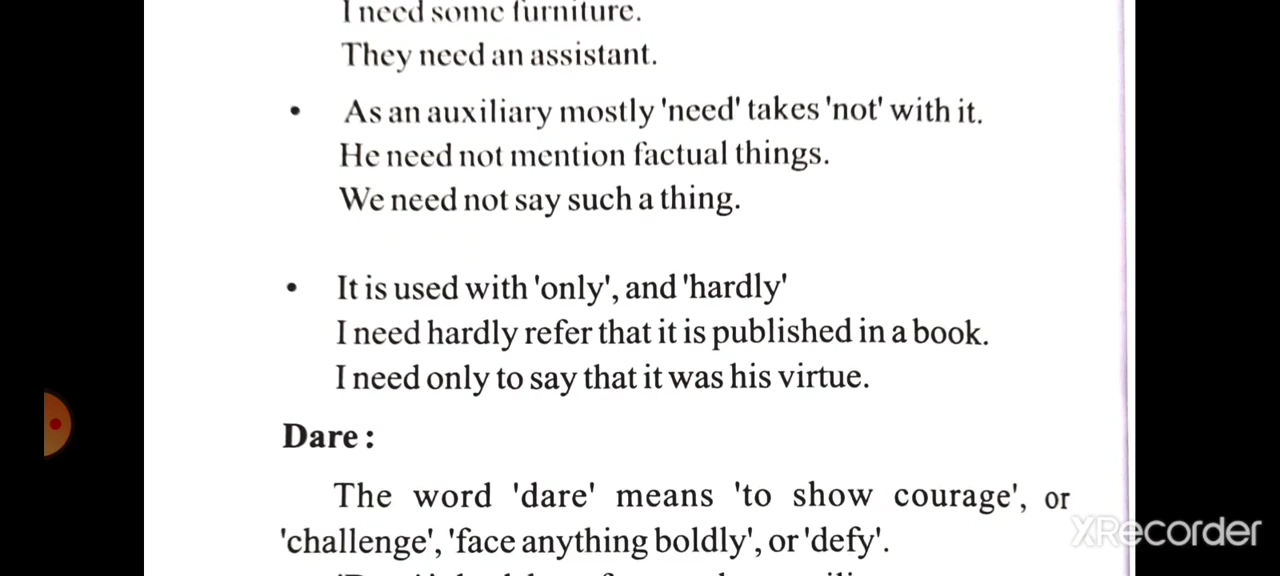 I need some furniture.
They need an assistant.
• As an auxiliary mostly 'need' takes 'not' with it.
He need not mention factual things.
We need not say such a thing.
• It is used with 'only', and 'hardly'
I need hardly refer that it is published in a book.
I need only to say that it was his virtue.
Dare :
The word 'dare' means 'to show courage', or
'challenge', 'face anything boldly', or 'defy'.
XRecorder